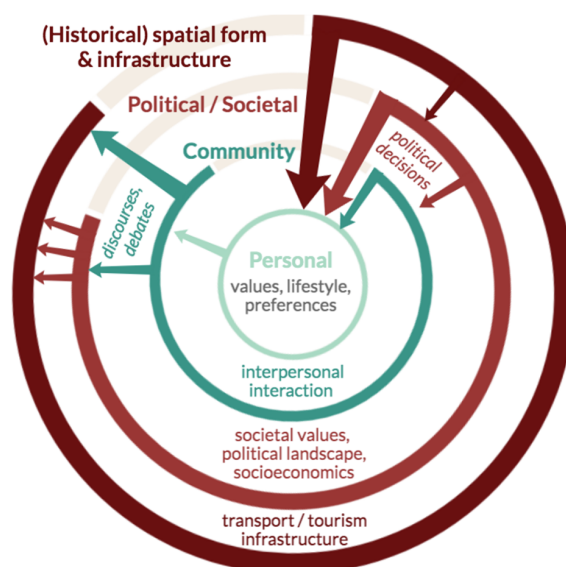 (Historical) spatial form
& infrastructure
Political / Societal
Community
political
decisions
discourses,
debates
Personal
values, lifestyle,
preferences
interpersonal
interaction
societal values,
political landscape,
socioeconomics
transport / tourism
infrastructure